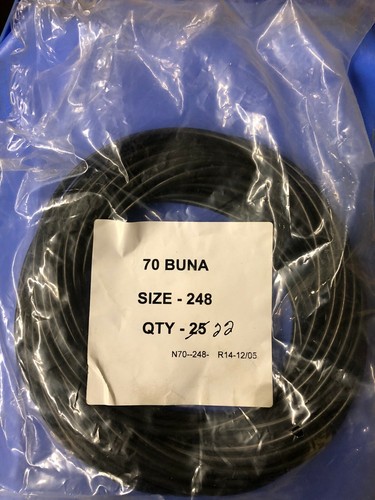 70 BUNA
SIZE - 248
QTY - 25 22
N70--248- R14-12/05